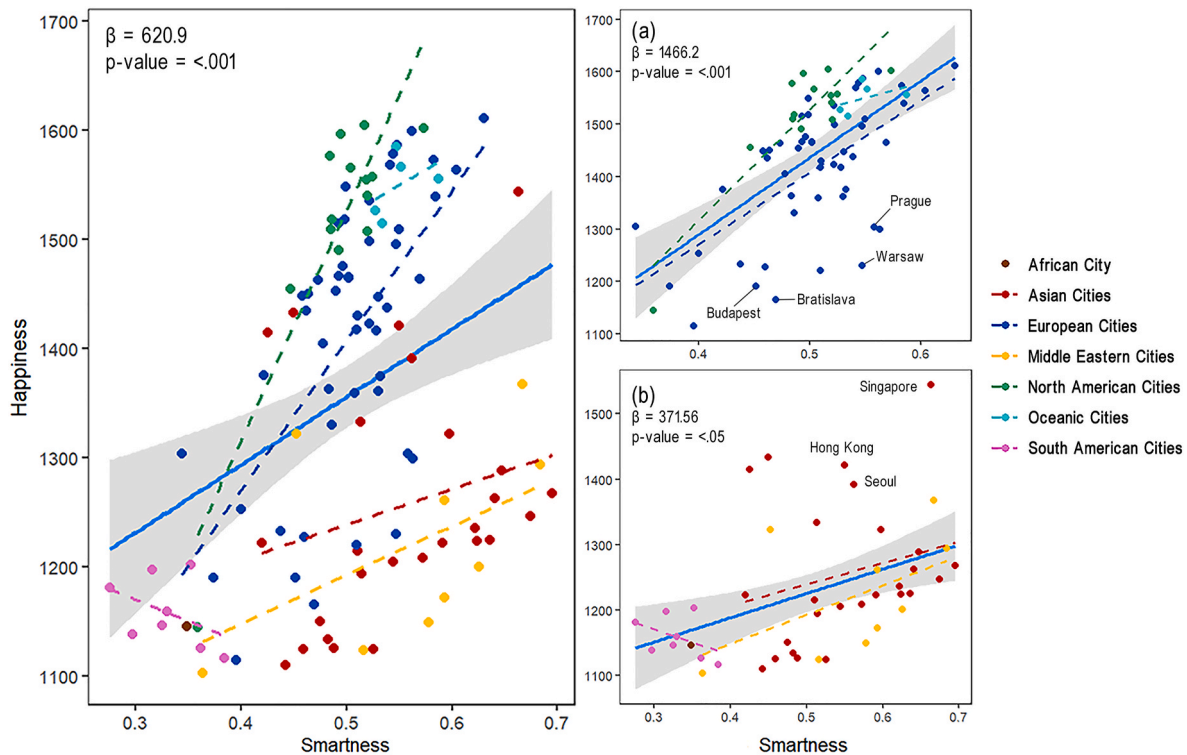 1700
1600
1500
1400
1300
1200
1100
Happiness
β = 620.9
p-value = <.001
0.3 0.4 0.5 0.6 0.7
Smartness
1700
1600
1500
1400
1300
1200
1100
(a)
β = 1466.2
p-value = <.001
Prague
Warsaw
Bratislava
Budapest
0.4 0.5 0.6
1500
1400
1300
1200
1100
(b)
β = 371.56
p-value = <.05
Singapore
Hong Kong
Seoul
0.3 0.4 0.5 0.6 0.7
Smartness
African City
Asian Cities
European Cities
Middle Eastern Cities
North American Cities
Oceanic Cities
South American Cities